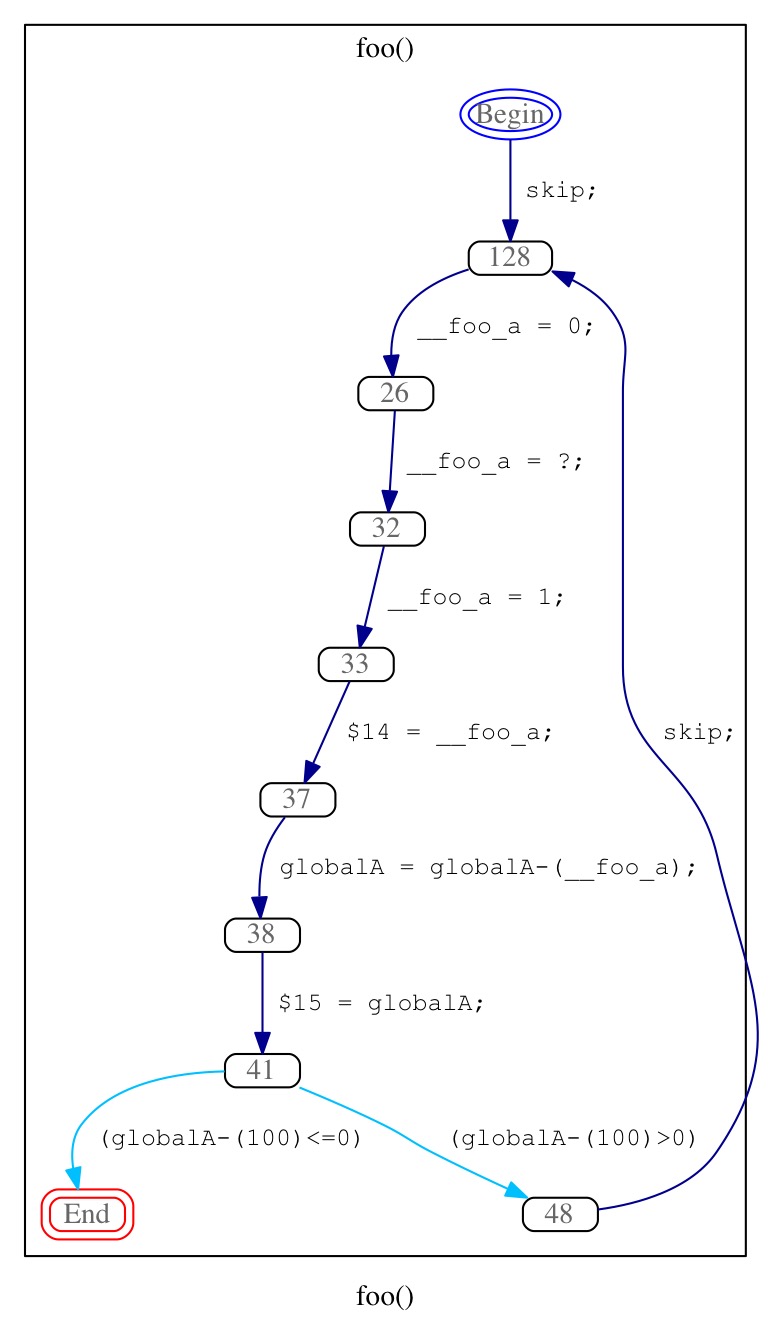 foo()
Begin
skip;
128
__foo_a = 0;
26
__foo_a = ?;
32
__foo_a = 1;
33
$14 = __foo_a;
skip;
37
globalA = globalA-(__foo_a);
38
$15 = globalA;
41
(globalA-(100)<=0)
(globalA-(100)>0)
End
48
foo()